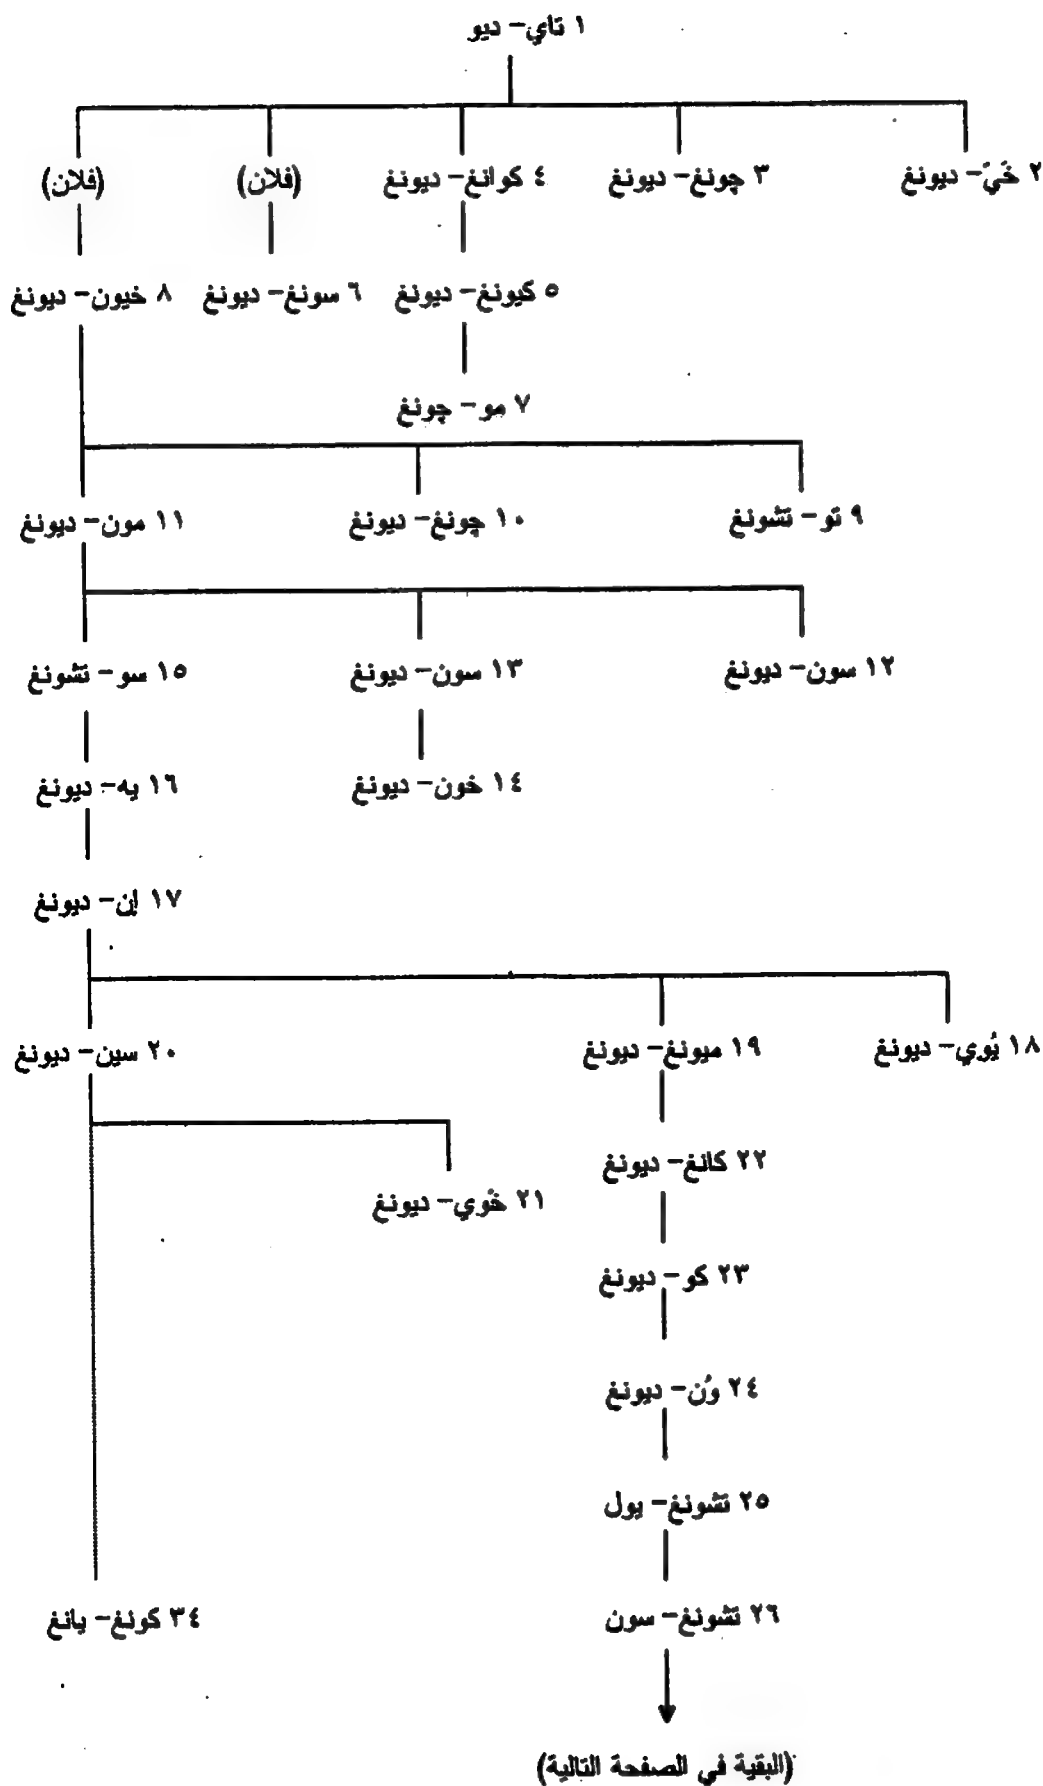 ١ تاي- ديو
٢ خَيّ- ديونغ ٣ چونغ- ديونغ ٤ كوانغ- ديونغ (فلان) (فلان)
٥ كيونغ- ديونغ ٦ سونغ- ديونغ ٨ خيون- ديونغ
٧ مو- چونغ
٩ تو- تشونغ ١٠ چونغ- ديونغ ١١ مون- ديونغ
١٢ سون- ديونغ ١٣ سون- ديونغ ١٥ سو- تشونغ
١٤ خون- ديونغ ١٦ يه- ديونغ
١٧ إن- ديونغ
١٨ يُوي- ديونغ ١٩ ميونغ- ديونغ ٢٠ سين- ديونغ
٢٢ كانغ- ديونغ
٢١ خْوي- ديونغ
٢٣ كو- ديونغ
٢٤ وُن- ديونغ
٢٥ تشونغ- يول
٢٦ تشونغ- سون ٣٤ كونغ- يانغ
(البقية في الصفحة التالية)